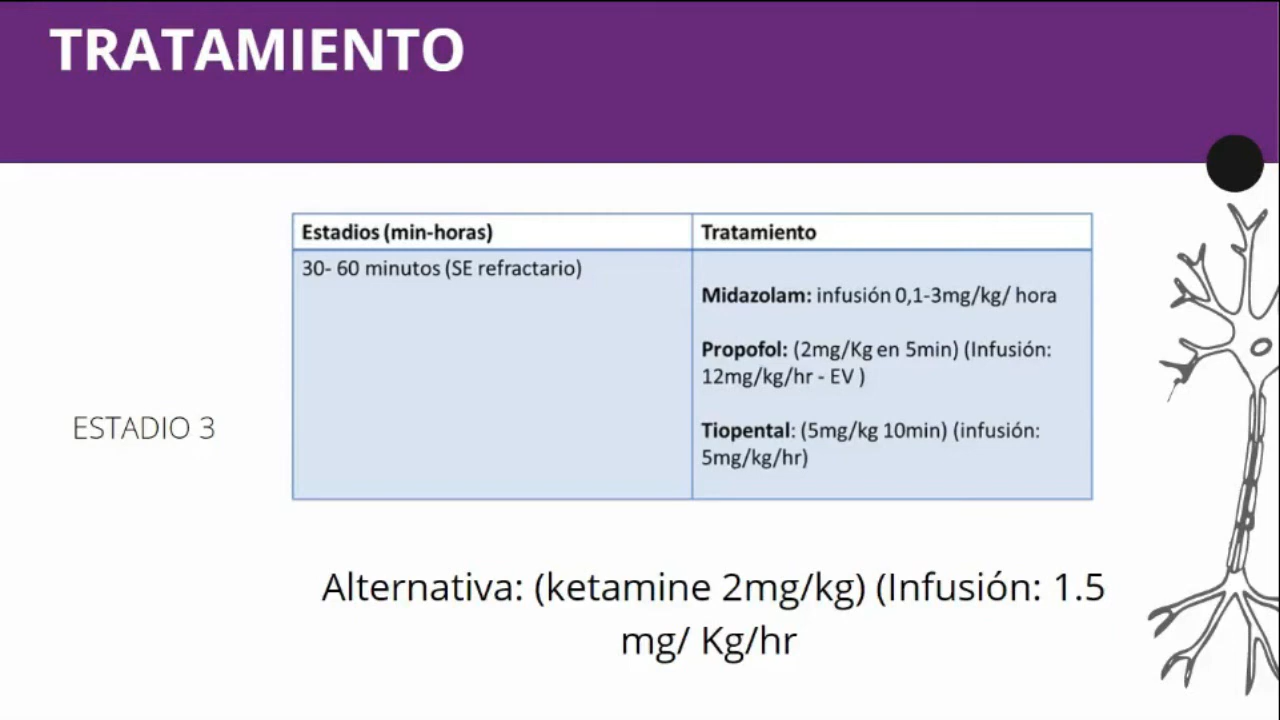 TRATAMIENTO
Estadios (min-horas)
Tratamiento
30- 60 minutos (SE refractario)
Midazolam: infusión 0,1-3mg/kg/ hora
Propofol: (2mg/Kg en 5min) (Infusión:
12mg/kg/hr - EV )
Tiopental: (5mg/kg 10min) (infusión:
5mg/kg/hr)
ESTADIO 3
Alternativa: (ketamine 2mg/kg) (Infusión: 1.5
mg/ Kg/hr